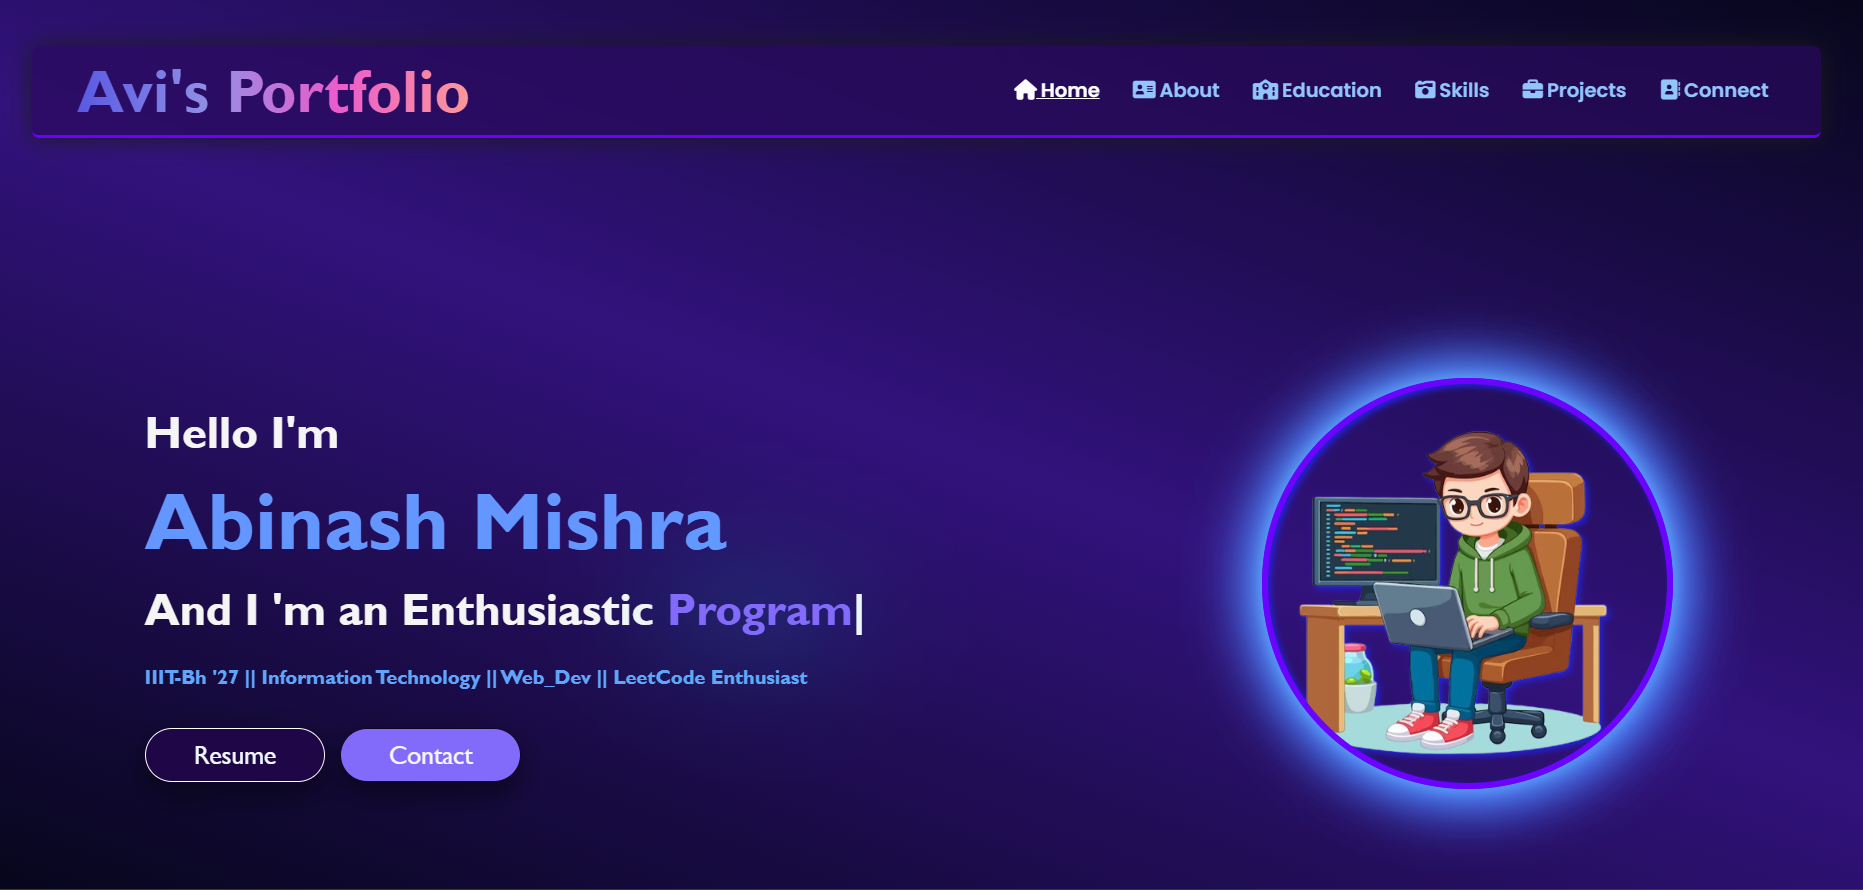 Avi's Portfolio
Home About Education Skills Projects Connect
Hello I'm
Abinash Mishra
And I 'm an Enthusiastic Program|
IIIT-Bh '27 || Information Technology || Web_Dev || LeetCode Enthusiast
Resume Contact